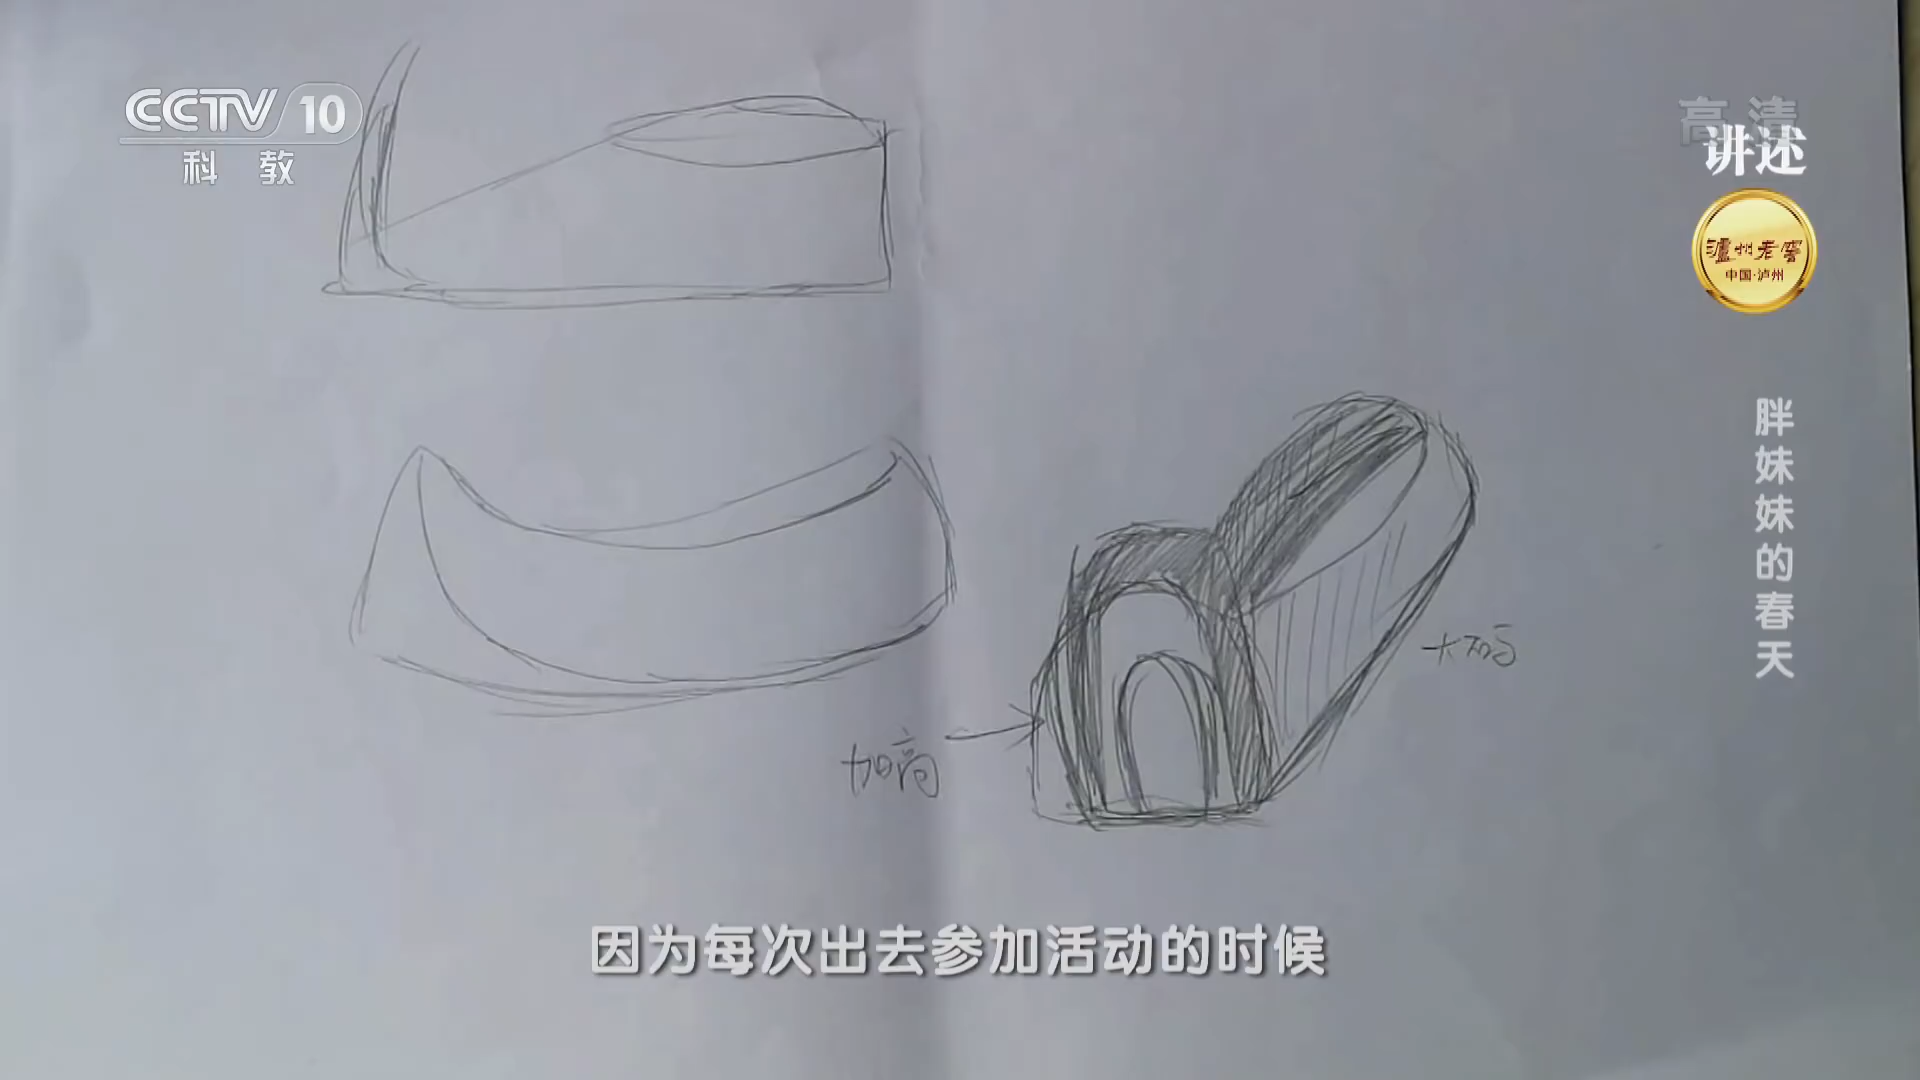 CCTV 10
科 教
高 清
讲述
泸州老窖
中国·泸州
胖妹妹的春天
大码
加高
因为每次出去参加活动的时候